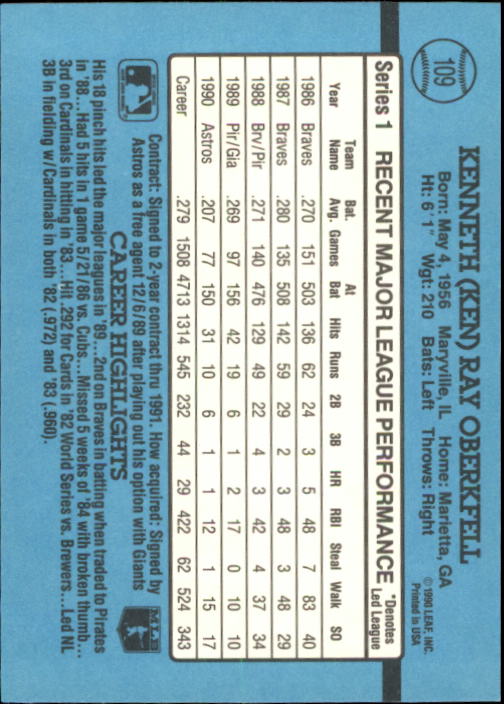 109
KENNETH (KEN) RAY OBERKFELL
Born: May 4, 1956 Maryville, IL Home: Marietta, GA
Ht: 6'1" Wgt: 210 Bats: Left Throws: Right
© 1990 LEAF, INC.
Printed in USA
Series 1 RECENT MAJOR LEAGUE PERFORMANCE *Denotes Led League
Year Team Name Bat. Avg. Games At Bat Hits Runs 2B 3B HR RBI Steal Walk SO
1986 Braves .270 151 503 136 62 24 3 5 48 7 83 40
1987 Braves .280 135 508 142 59 29 2 3 48 3 48 29
1988 Brv/Pir .271 140 476 129 49 22 4 3 42 4 37 34
1989 Pir/Gia .269 97 156 42 19 6 1 2 17 0 10 10
1990 Astros .207 77 150 31 10 6 1 1 12 1 15 17
Career .279 1508 4713 1314 545 232 44 29 422 62 524 343
Contract: Signed to 2-year contract thru 1991. How acquired: Signed by
Astros as a free agent 12/6/89 after playing out his option with Giants
CAREER HIGHLIGHTS
His 18 pinch hits led the major leagues in '89...2nd on Braves in batting when traded to Pirates
in '88...Had 5 hits in 1 game 5/21/86 vs. Cubs...Missed 5 weeks of '84 with broken thumb...
3rd on Cardinals in hitting in '83...Hit .292 for Cards in '82 World Series vs. Brewers...Led NL
3B in fielding w/Cardinals in both '82 (.972) and '83 (.960).